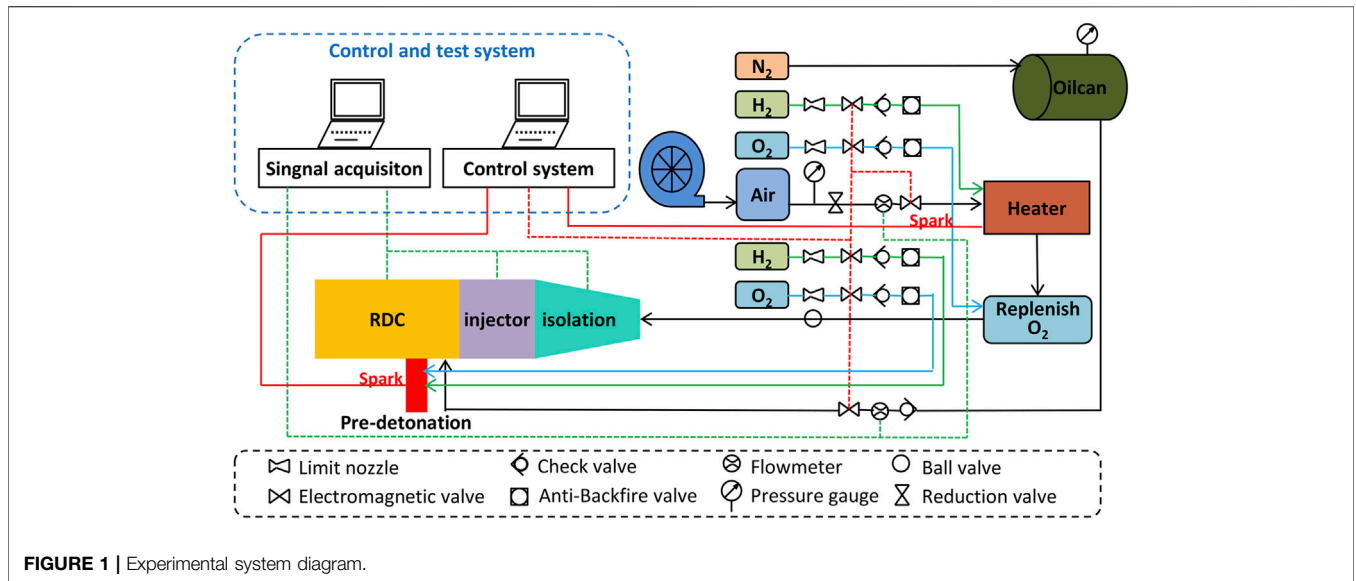 Control and test system
Singnal acquisiton
Control system
N2
H2
O2
Air
Oilcan
Heater
Spark
H2
O2
Replenish
O2
RDC
injector
isolation
Spark
Pre-detonation
Limit nozzle
Check valve
Flowmeter
Ball valve
Electromagnetic valve
Anti-Backfire valve
Pressure gauge
Reduction valve
FIGURE 1 | Experimental system diagram.